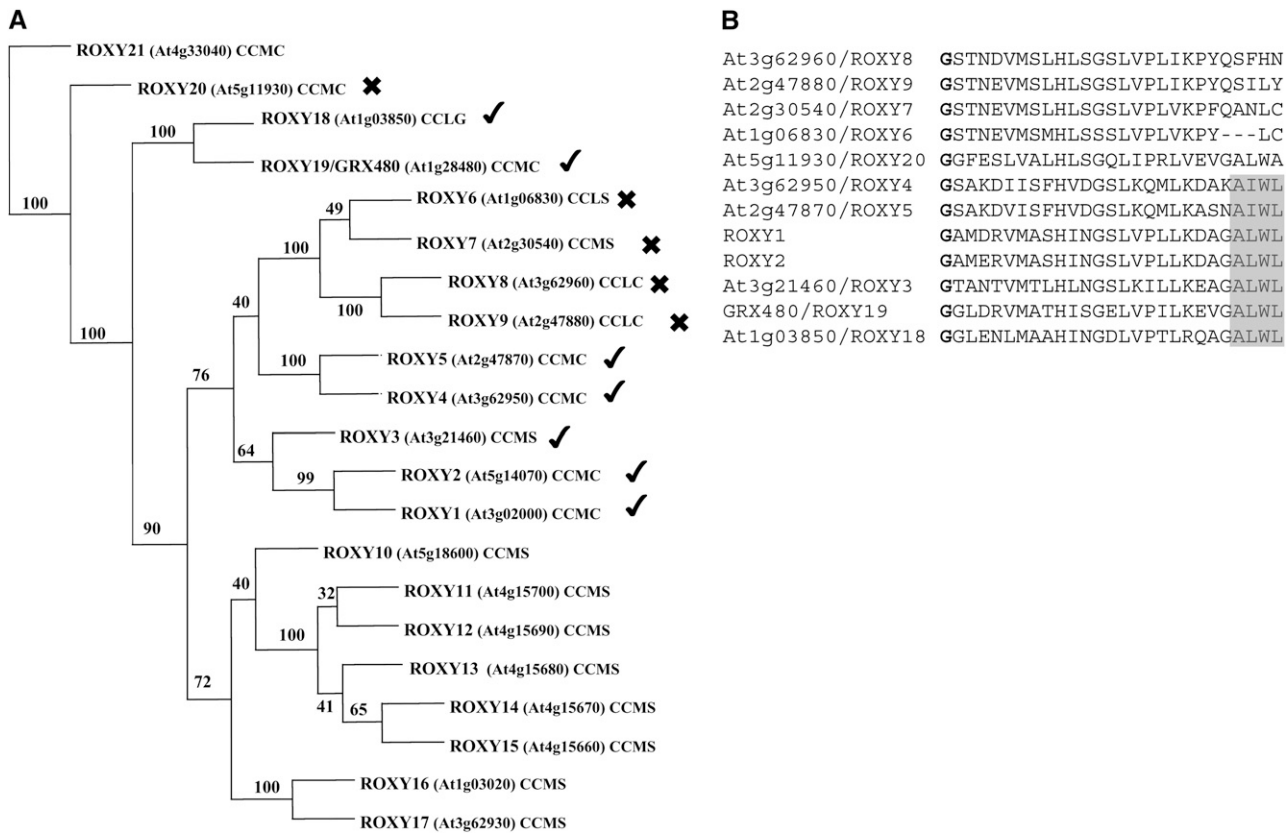 A
ROXY21 (At4g33040) CCMC
ROXY20 (At5g11930) CCMC
100
ROXY18 (At1g03850) CCLG
ROXY19/GRX480 (At1g28480) CCMC
100
49
ROXY6 (At1g06830) CCLS
100
ROXY7 (At2g30540) CCMS
ROXY8 (At3g62960) CCLC
100
ROXY9 (At2g47880) CCLC
40
100
ROXY5 (At2g47870) CCMC
100
76
ROXY4 (At3g62950) CCMC
ROXY3 (At3g21460) CCMS
64
ROXY2 (At5g14070) CCMC
99
ROXY1 (At3g02000) CCMC
90
ROXY10 (At5g18600) CCMS
40
32
ROXY11 (At4g15700) CCMS
100
ROXY12 (At4g15690) CCMS
ROXY13 (At4g15680) CCMS
72
41
65
ROXY14 (At4g15670) CCMS
ROXY15 (At4g15660) CCMS
100
ROXY16 (At1g03020) CCMS
ROXY17 (At3g62930) CCMS
B
At3g62960/ROXY8 GSTNDVMSLHLSGSLVPLIKPYQSFHN
At2g47880/ROXY9 GSTNEVMSLHLSGSLVPLIKPYQSILY
At2g30540/ROXY7 GSTNEVMSLHLSGSLVPLVKPFQANLC
At1g06830/ROXY6 GSTNEVMSMHLSSSLVPLVKPY---LC
At5g11930/ROXY20 GGFESLVALHLSGQLIPRLVEVGALWA
At3g62950/ROXY4 GSAKDIISFHVDGSLKQMLKDAKAIWL
At2g47870/ROXY5 GSAKDVISFHVDGSLKQMLKASNAIWL
ROXY1 GAMDRVMASHINGSLVPLLKDAGALWL
ROXY2 GAMERVMASHINGSLVPLLKDAGALWL
At3g21460/ROXY3 GTANTVMTLHLNGSLKILLKEAGALWL
GRX480/ROXY19 GGLDRVMATHISGELVPILKEVGALWL
At1g03850/ROXY18 GGLENLMAAHINGDLVPTLRQAGALWL